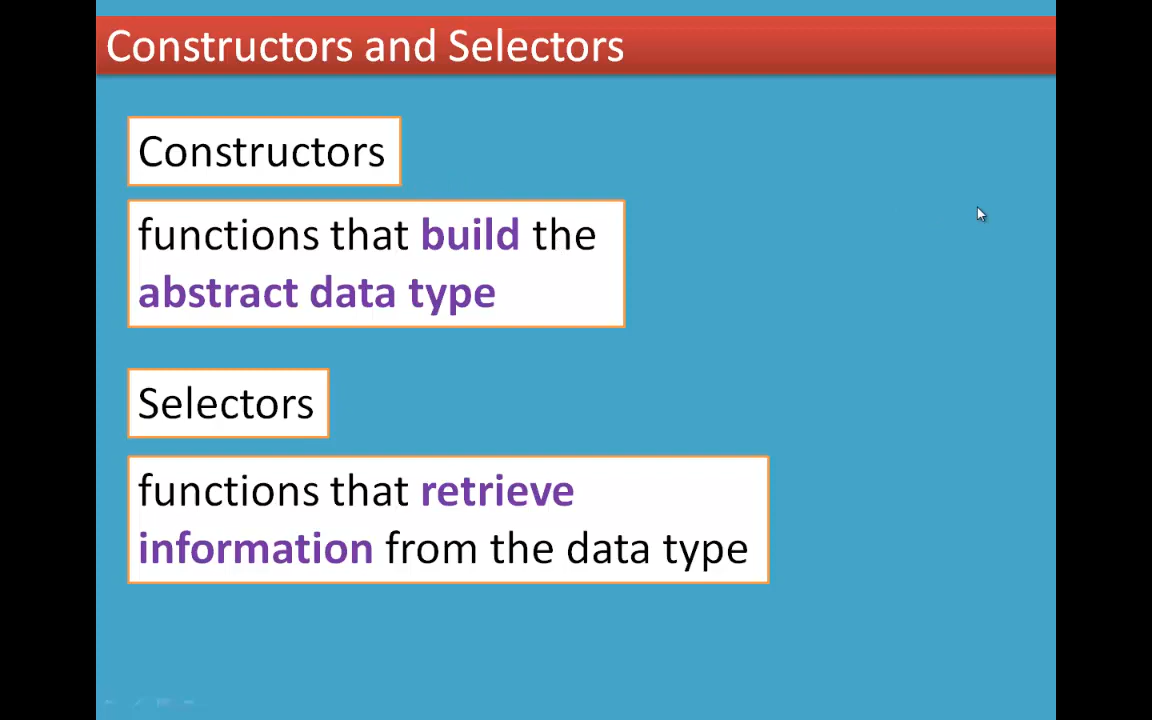 Constructors and Selectors
Constructors
functions that build the
abstract data type
Selectors
functions that retrieve
information from the data type